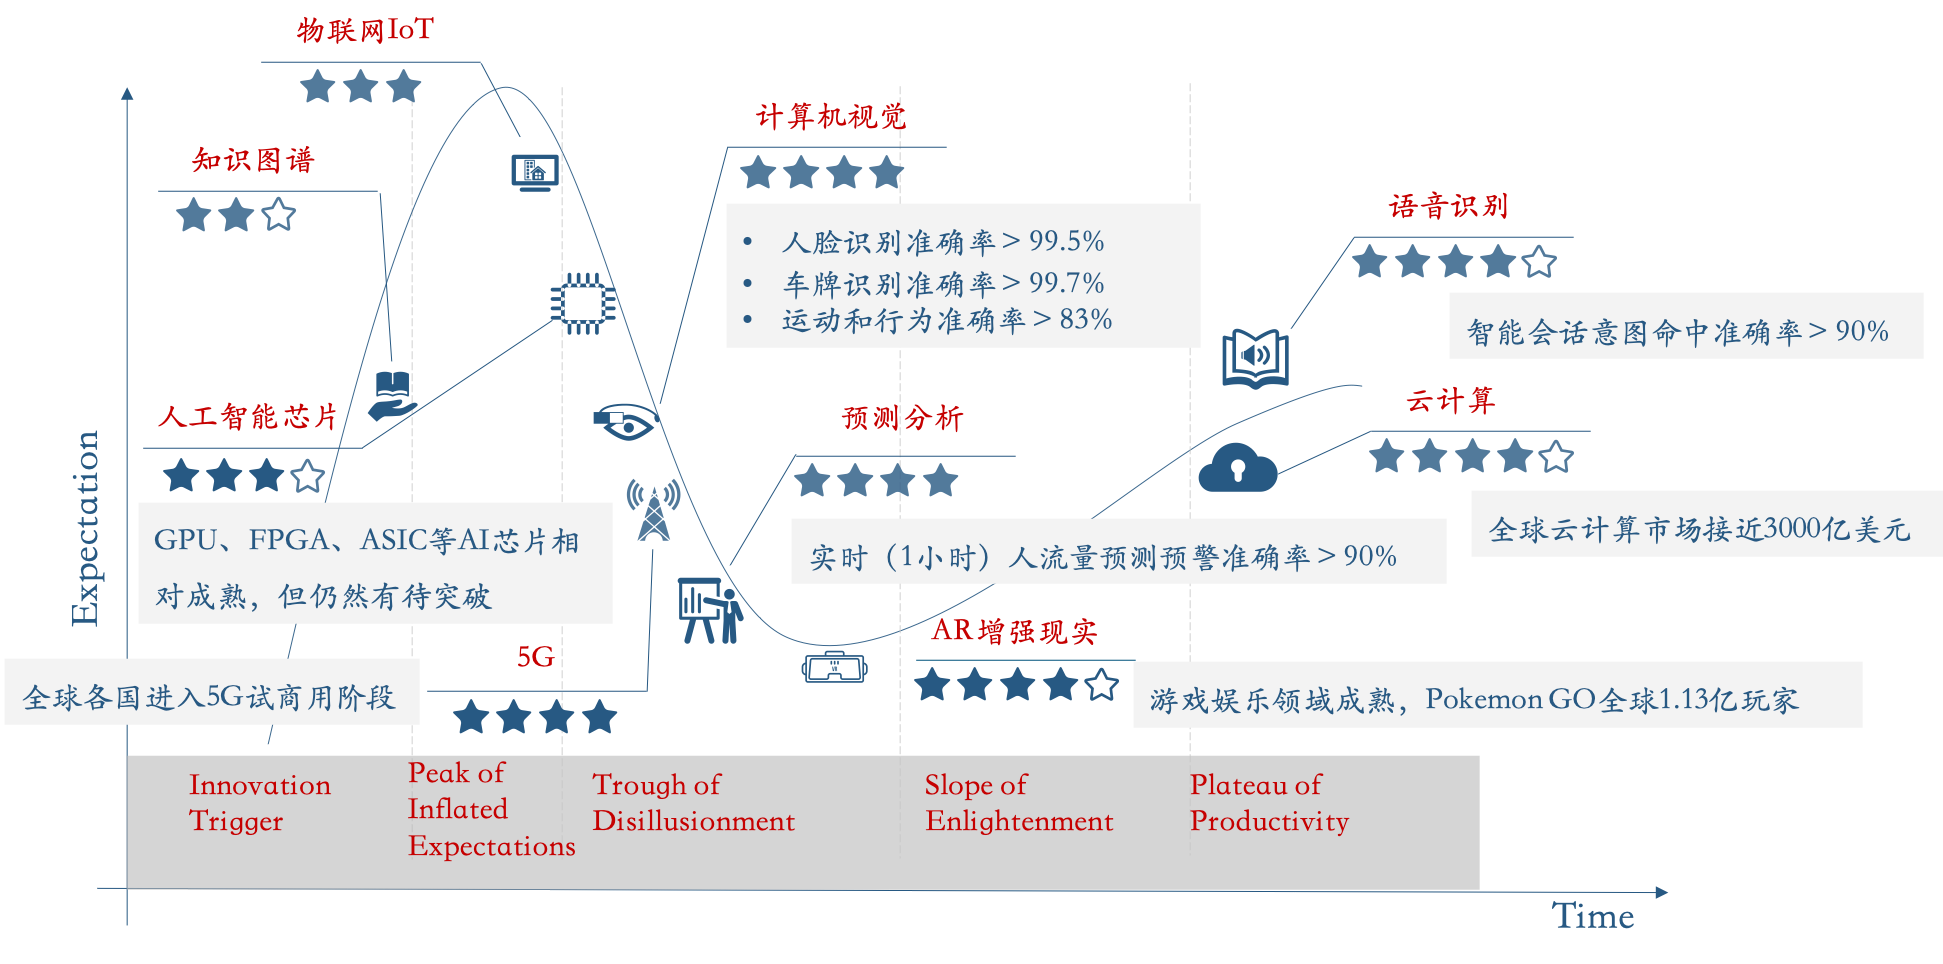 物联网IoT
知识图谱
人工智能芯片
GPU、FPGA、ASIC等AI芯片相
对成熟，但仍然有待突破
全球各国进入5G试商用阶段
5G
计算机视觉
• 人脸识别准确率 > 99.5%
• 车牌识别准确率 > 99.7%
• 运动和行为准确率 > 83%
预测分析
实时（1小时）人流量预测预警准确率 > 90%
AR增强现实
游戏娱乐领域成熟，Pokemon GO全球1.13亿玩家
语音识别
智能会话意图命中准确率 > 90%
云计算
全球云计算市场接近3000亿美元
Expectation
Innovation
Trigger
Peak of
Inflated
Expectations
Trough of
Disillusionment
Slope of
Enlightenment
Plateau of
Productivity
Time